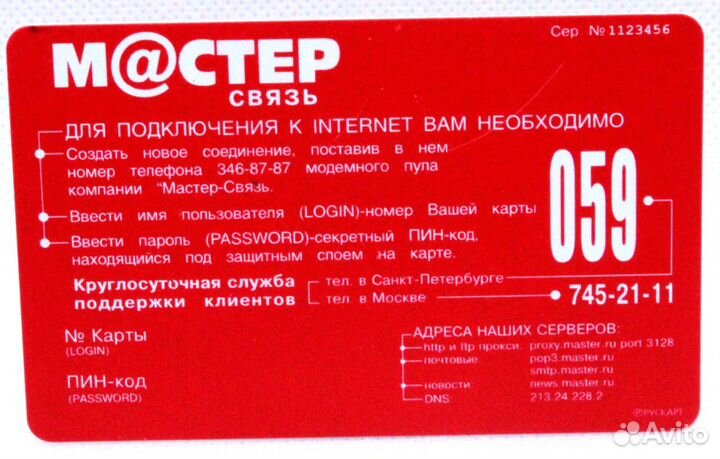 Сер №1123456
М@СТЕР
СВЯЗЬ
ДЛЯ ПОДКЛЮЧЕНИЯ К INTERNET ВАМ НЕОБХОДИМО
Создать новое соединение, поставив в нем
номер телефона 346-87-87 модемного пула
компании "Мастер-Связь.
Ввести имя пользователя (LOGIN)-номер Вашей карты
Ввести пароль (PASSWORD)-секретный ПИН-код,
находящийся под защитным слоем на карте.
059
Круглосуточная служба
поддержки клиентов
тел. в Санкт-Петербурге
тел. в Москве
745-21-11
№ Карты
(LOGIN)
ПИН-код
(PASSWORD)
АДРЕСА НАШИХ СЕРВЕРОВ:
http и ftp прокси. proxy.master.ru port 3128
почтовые: pop3.master.ru
smtp.master.ru
новости: news.master.ru
DNS: 213.24 228.2
(Р)РУСКАРТ
Avito